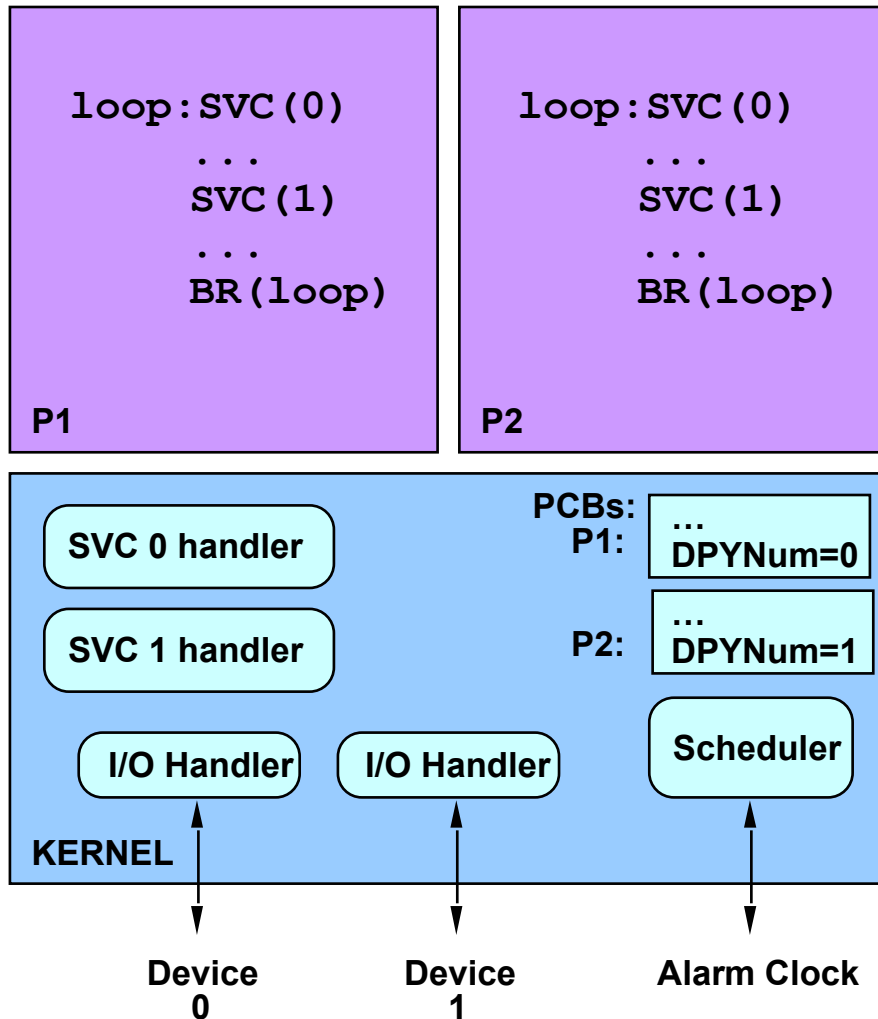 loop:SVC(0)
...
SVC(1)
...
BR(loop)
P1
loop:SVC(0)
...
SVC(1)
...
BR(loop)
P2
SVC 0 handler
SVC 1 handler
PCBs:
P1:
…
DPYNum=0
P2:
…
DPYNum=1
I/O Handler
I/O Handler
Scheduler
KERNEL
Device
0
Device
1
Alarm Clock